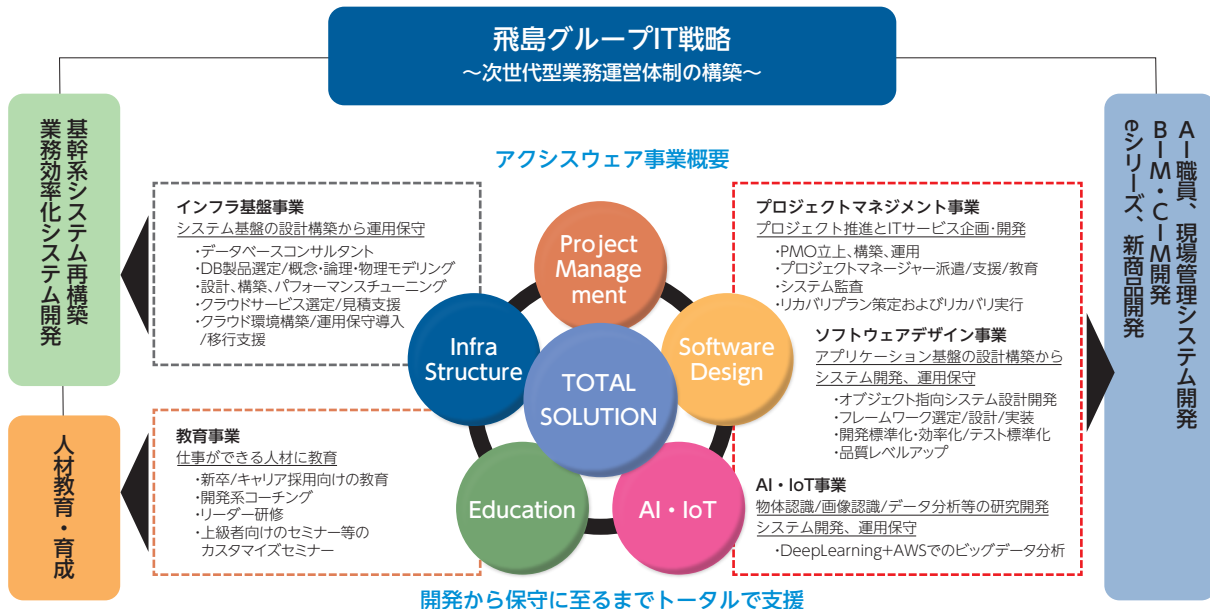 飛島グループIT戦略
～次世代型業務運営体制の構築～
基幹系システム再構築
業務効率化システム開発
人材教育・育成
アクシスウェア事業概要
インフラ基盤事業
システム基盤の設計構築から運用保守
・データベースコンサルタント
・DB製品選定/概念・論理・物理モデリング
・設計、構築、パフォーマンスチューニング
・クラウドサービス選定/見積支援
・クラウド環境構築/運用保守導入
/移行支援
教育事業
仕事ができる人材に教育
・新卒/キャリア採用向けの教育
・開発系コーチング
・リーダー研修
・上級者向けのセミナー等の
カスタマイズセミナー
Project
Manage
ment
Infra
Structure
Software
Design
TOTAL
SOLUTION
Education
AI・IoT
プロジェクトマネジメント事業
プロジェクト推進とITサービス企画・開発
・PMO立上、構築、運用
・プロジェクトマネージャー派遣/支援/教育
・システム監査
・リカバリプラン策定およびリカバリ実行
ソフトウェアデザイン事業
アプリケーション基盤の設計構築から
システム開発、運用保守
・オブジェクト指向システム設計開発
・フレームワーク選定/設計/実装
・開発標準化・効率化/テスト標準化
・品質レベルアップ
AI・IoT事業
物体認識/画像認識/データ分析等の研究開発
システム開発、運用保守
・DeepLearning+AWSでのビッグデータ分析
AI職員、現場管理システム開発
BIM・CIM開発
eシリーズ、新商品開発
開発から保守に至るまでトータルで支援